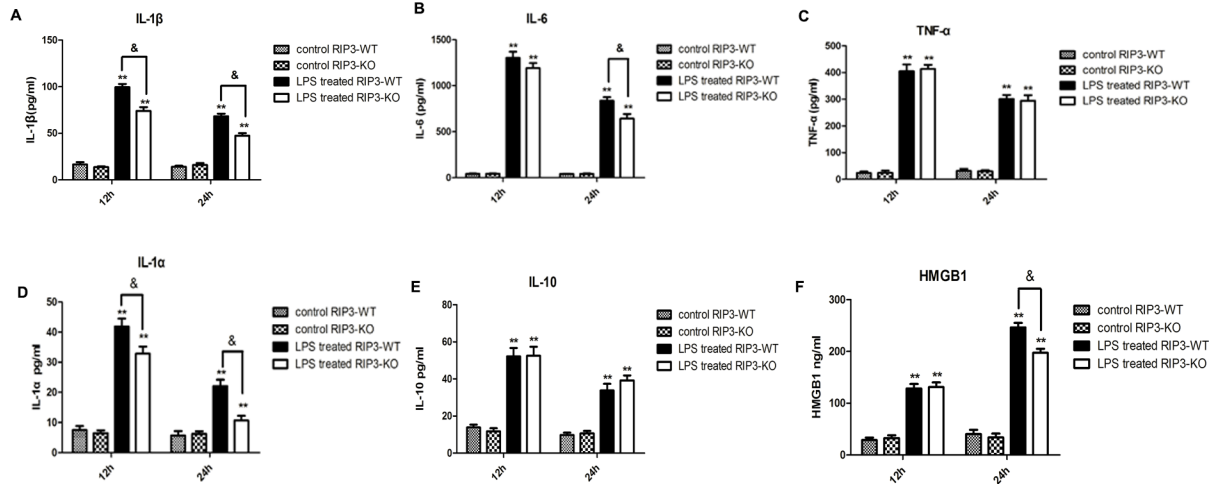 A
IL-1β
IL-1β(pg/ml)
150
100
50
0
&
**
**
&
**
**
12h
24h
control RIP3-WT
control RIP3-KO
LPS treated RIP3-WT
LPS treated RIP3-KO
B
IL-6
IL-6 (pg/ml)
1500
1000
500
0
**
**
&
**
**
12h
24h
control RIP3-WT
control RIP3-KO
LPS treated RIP3-WT
LPS treated RIP3-KO
C
TNF-α
TNF-α (pg/ml)
500
400
300
200
100
0
**
**
**
**
12h
24h
control RIP3-WT
control RIP3-KO
LPS treated RIP3-WT
LPS treated RIP3-KO
D
IL-1α
IL-1α pg/ml
50
40
30
20
10
0
&
**
**
&
**
**
12h
24h
control RIP3-WT
control RIP3-KO
LPS treated RIP3-WT
LPS treated RIP3-KO
E
IL-10
IL-10 pg/ml
80
60
40
20
0
**
**
**
**
12h
24h
control RIP3-WT
control RIP3-KO
LPS treated RIP3-WT
LPS treated RIP3-KO
F
HMGB1
HMGB1 ng/ml
300
200
100
0
**
**
&
**
**
12h
24h
control RIP3-WT
control RIP3-KO
LPS treated RIP3-WT
LPS treated RIP3-KO